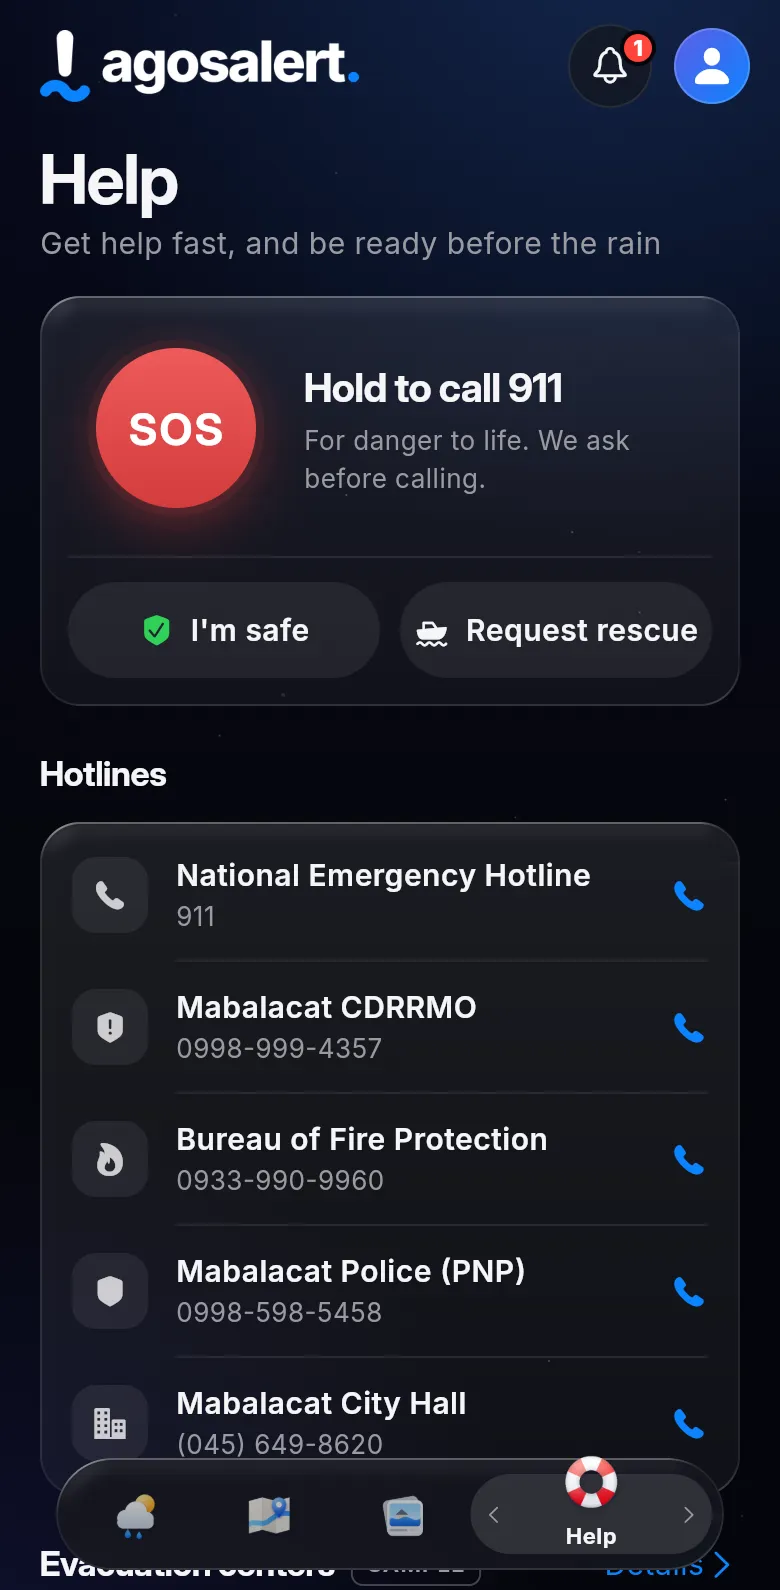 agosalert.
1
Help
Get help fast, and be ready before the rain
SOS
Hold to call 911
For danger to life. We ask
before calling.
I'm safe
Request rescue
Hotlines
National Emergency Hotline
911
Mabalacat CDRRMO
0998-999-4357
Bureau of Fire Protection
0933-990-9960
Mabalacat Police (PNP)
0998-598-5458
Mabalacat City Hall
(045) 649-8620
Help
Evacuation centers
Details